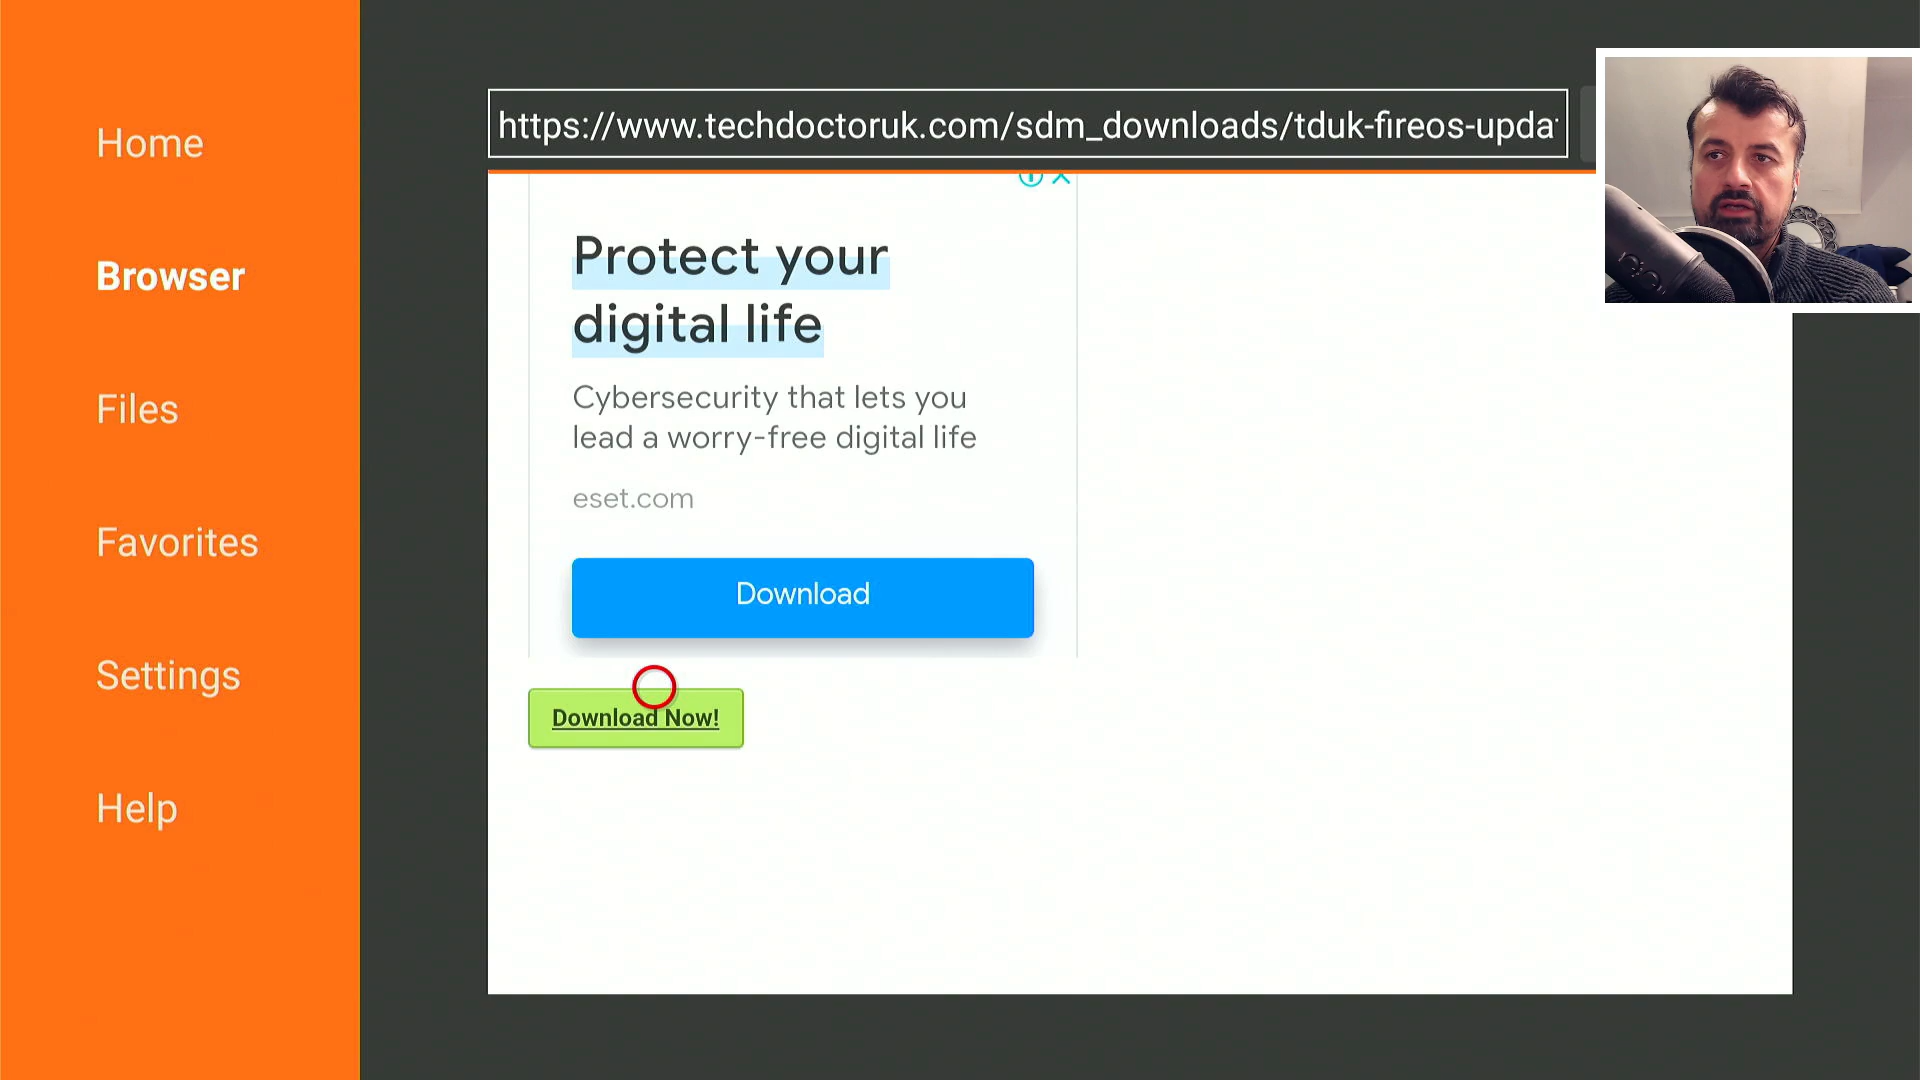 Home
Browser
Files
Favorites
Settings
Help
https://www.techdoctoruk.com/sdm_downloads/tduk-fireos-upda
Protect your
digital life
Cybersecurity that lets you
lead a worry-free digital life
eset.com
Download
Download Now!